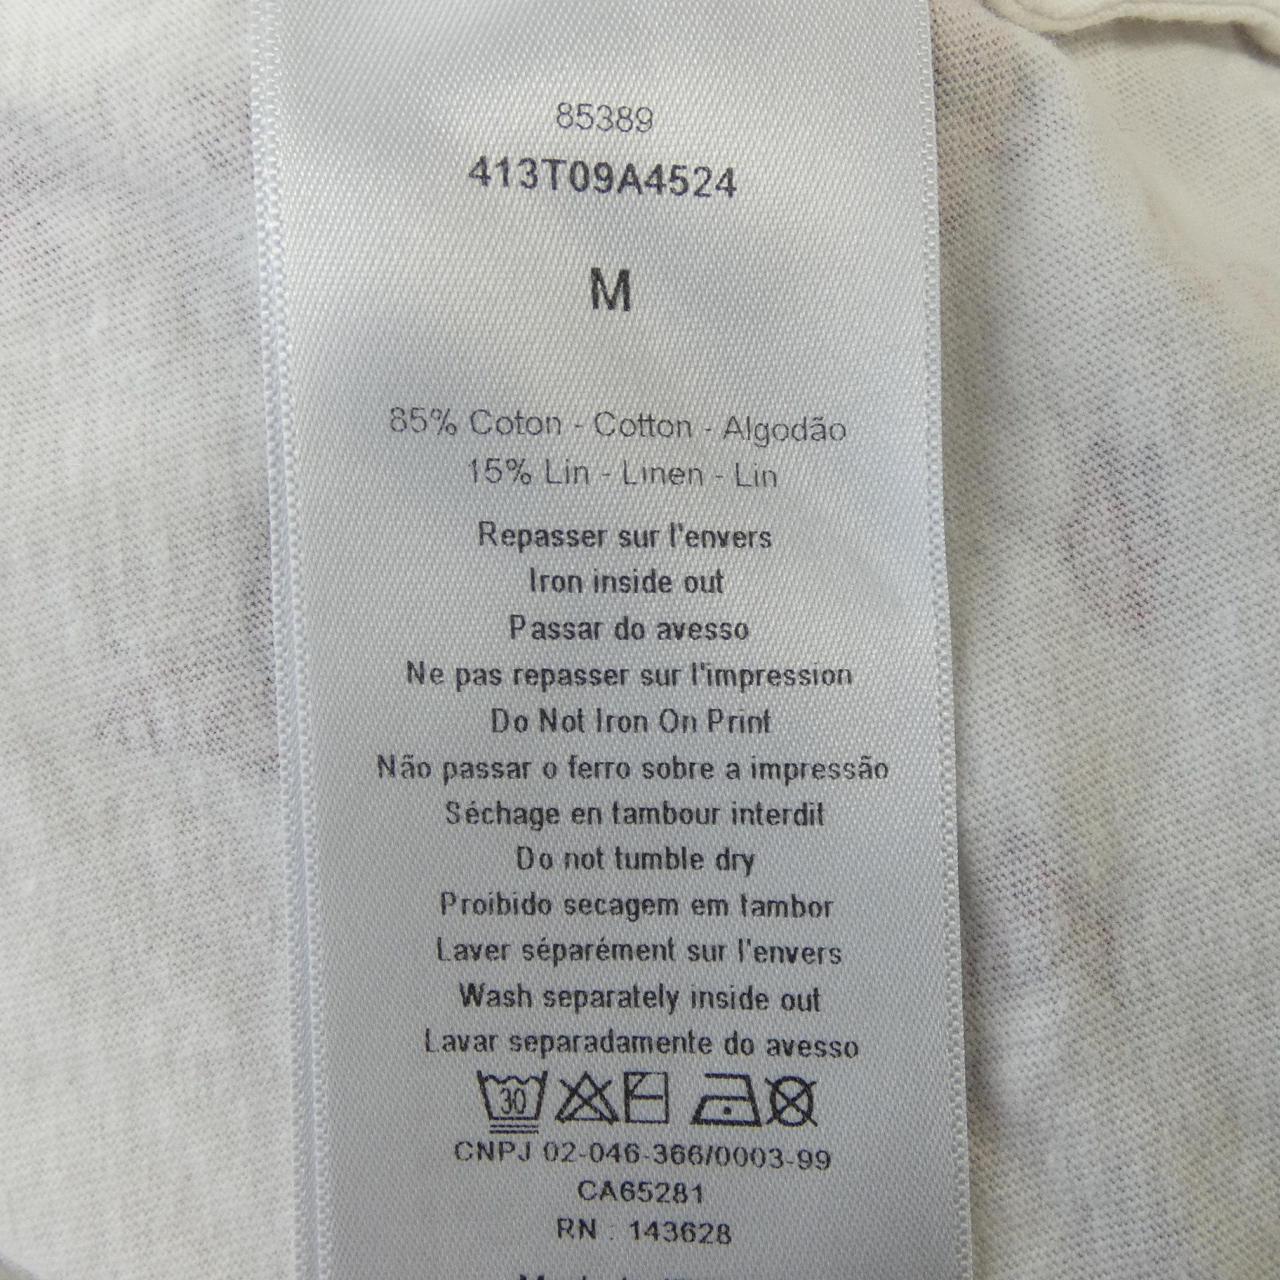 85389
413T09A4524
M
85% Coton - Cotton - Algodão
15% Lin - Linen - Lin
Repasser sur l'envers
Iron inside out
Passar do avesso
Ne pas repasser sur l'impression
Do Not Iron On Print
Não passar o ferro sobre a impressão
Séchage en tambour interdit
Do not tumble dry
Proibido secagem em tambor
Laver séparément sur l'envers
Wash separately inside out
Lavar separadamente do avesso
30
CNPJ 02-046-366/0003-99
CA65281
RN : 143628